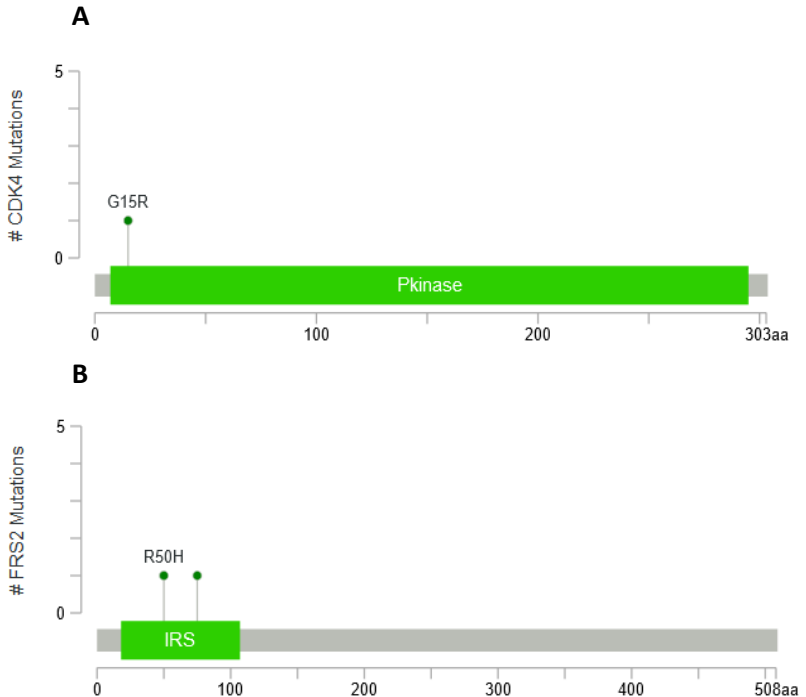 A
# CDK4 Mutations
5
G15R
0
Pkinase
0 100 200 303aa
B
# FRS2 Mutations
5
R50H
0
IRS
0 100 200 300 400 508aa